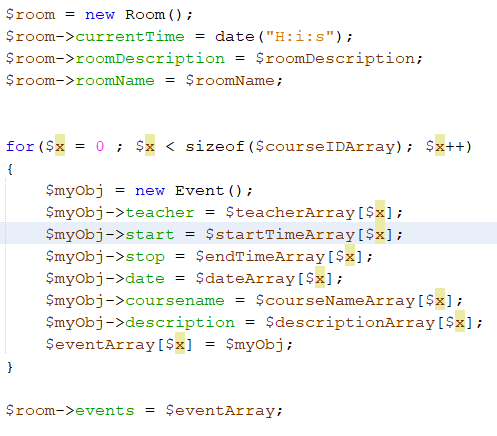 $room = new Room();
$room->currentTime = date("H:i:s");
$room->roomDescription = $roomDescription;
$room->roomName = $roomName;
for($x = 0 ; $x < sizeof($courseIDArray); $x++)
{
$myObj = new Event();
$myObj->teacher = $teacherArray[$x];
$myObj->start = $startTimeArray[$x];
$myObj->stop = $endTimeArray[$x];
$myObj->date = $dateArray[$x];
$myObj->coursename = $courseNameArray[$x];
$myObj->description = $descriptionArray[$x];
$eventArray[$x] = $myObj;
}
$room->events = $eventArray;